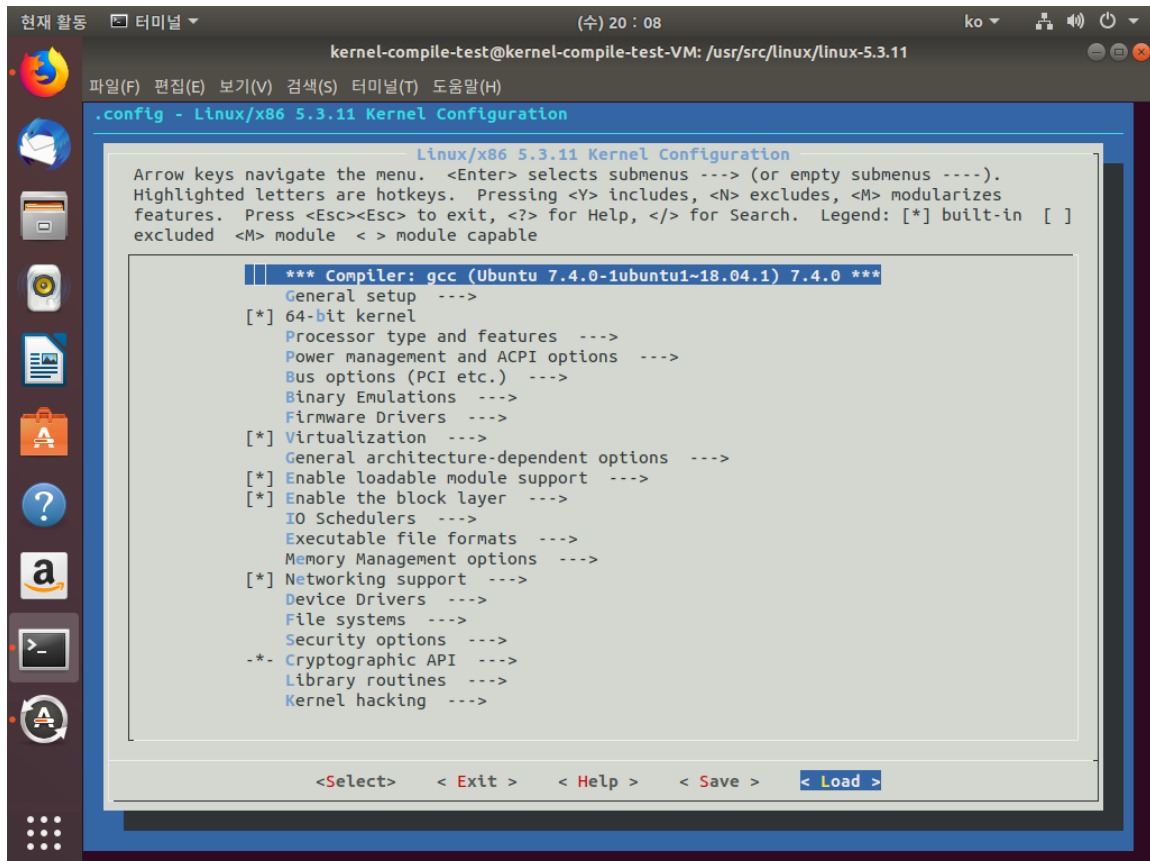 현재 활동 터미널 (수) 20 : 08 ko
kernel-compile-test@kernel-compile-test-VM: /usr/src/linux/linux-5.3.11
파일(F) 편집(E) 보기(V) 검색(S) 터미널(T) 도움말(H)
.config - Linux/x86 5.3.11 Kernel Configuration
Linux/x86 5.3.11 Kernel Configuration
Arrow keys navigate the menu. <Enter> selects submenus ---> (or empty submenus ----).
Highlighted letters are hotkeys. Pressing <Y> includes, <N> excludes, <M> modularizes
features. Press <Esc><Esc> to exit, <?> for Help, </> for Search. Legend: [*] built-in [ ]
excluded <M> module < > module capable
*** Compiler: gcc (Ubuntu 7.4.0-1ubuntu1~18.04.1) 7.4.0 ***
General setup --->
[*] 64-bit kernel
Processor type and features --->
Power management and ACPI options --->
Bus options (PCI etc.) --->
Binary Emulations --->
Firmware Drivers --->
[*] Virtualization --->
General architecture-dependent options --->
[*] Enable loadable module support --->
[*] Enable the block layer --->
IO Schedulers --->
Executable file formats --->
Memory Management options --->
[*] Networking support --->
Device Drivers --->
File systems --->
Security options --->
-*- Cryptographic API --->
Library routines --->
Kernel hacking --->
<Select> < Exit > < Help > < Save > < Load >